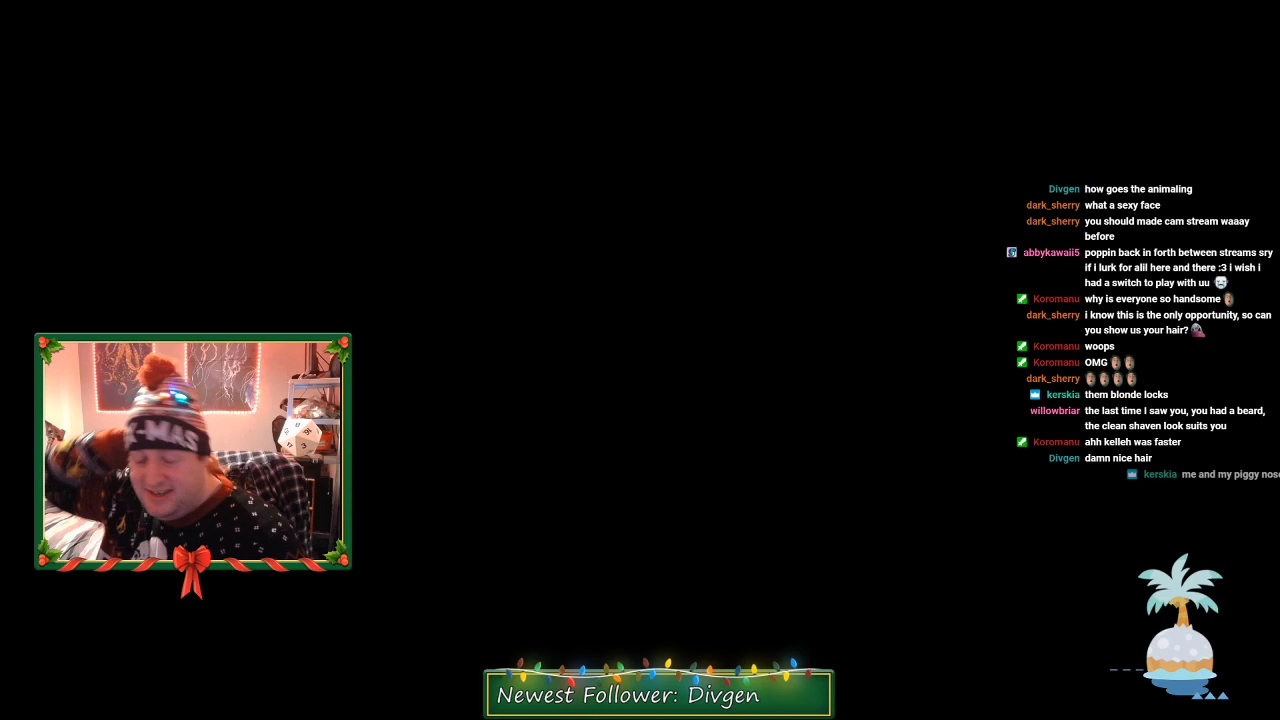 Divgen how goes the animaling
dark_sherry what a sexy face
dark_sherry you should made cam stream waaay
before
abbykawaii5 poppin back in forth between streams sry
if i lurk for alil here and there :3 i wish i
had a switch to play with uu
Koromanu why is everyone so handsome
dark_sherry i know this is the only opportunity, so can
you show us your hair?
Koromanu woops
Koromanu OMG
dark_sherry
kerskia them blonde locks
willowbriar the last time I saw you, you had a beard,
the clean shaven look suits you
Koromanu ahh kelleh was faster
Divgen damn nice hair
kerskia me and my piggy nose
X-MAS
Newest Follower: Divgen